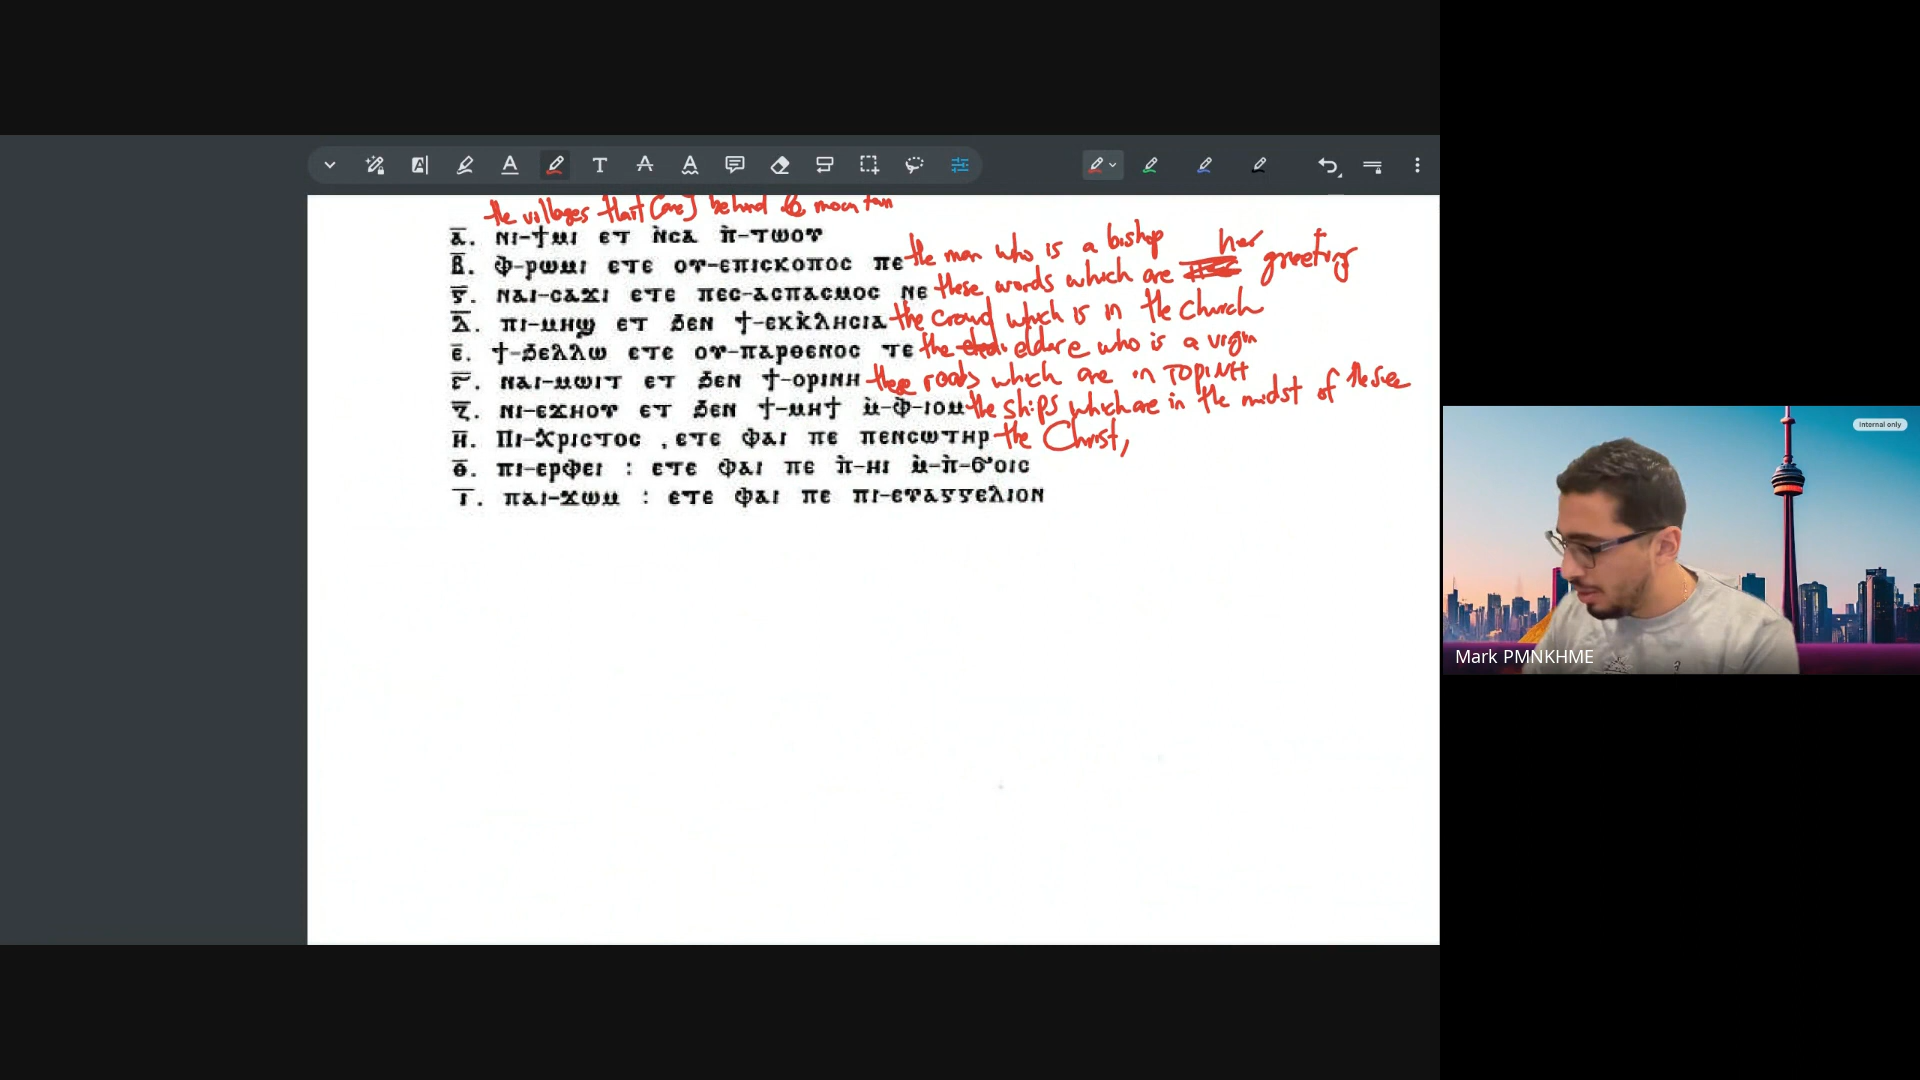 Internal only
the villages that [are] behind mountain
ⲁ̅. ⲛⲓ-ϯⲙⲓ ⲉⲧ ⲛ̀ⲥⲁ ⲡ̀-ⲧⲱⲟⲩ
ⲃ̅. ⲫ̀-ⲣⲱⲙⲓ ⲉⲧⲉ ⲟⲩ-ⲉⲡⲓⲥⲕⲟⲡⲟⲥ ⲡⲉ the man who is a bishop
ⲅ̅. ⲛⲁⲓ-ⲥⲁϫⲓ ⲉⲧⲉ ⲡⲉⲥ-ⲁⲥⲡⲁⲥⲙⲟⲥ ⲛⲉ these words which are her greeting
ⲇ̅. ⲡⲓ-ⲙⲏϣ ⲉⲧ ϧⲉⲛ ϯ-ⲉⲕⲕ̀ⲗⲏⲥⲓⲁ the crowd which is in the Church
ⲉ̅. ϯ-ϧⲉⲗⲗⲱ ⲉⲧⲉ ⲟⲩ-ⲡⲁⲣⲑⲉⲛⲟⲥ ⲧⲉ the who is a virgin
ⲋ̅. ⲛⲁⲓ-ⲙⲱⲓⲧ ⲉⲧ ϧⲉⲛ ϯ-ⲟⲣⲓⲛⲏ these roads which are in ⲧⲟⲣⲓⲛⲏ
ⲍ̅. ⲛⲓ-ⲉϫⲏⲟⲩ ⲉⲧ ϧⲉⲛ ϯ-ⲙⲏϯ ⲙ̀-ⲫ̀-ⲓⲟⲙ the ships which are in the midst of the see
ⲏ̅. Ⲡⲓ-Ⲭⲣⲓⲥⲧⲟⲥ , ⲉⲧⲉ ⲫⲁⲓ ⲡⲉ ⲡⲉⲛⲥⲱⲧⲏⲣ the Christ,
ⲑ̅. ⲡⲓ-ⲉⲣⲫⲉⲓ : ⲉⲧⲉ ⲫⲁⲓ ⲡⲉ ⲡ̀-ⲏⲓ ⲙ̀-ⲡ̀-ϭⲟⲓⲥ
ⲓ̅. ⲡⲁⲓ-ϫⲱⲙ : ⲉⲧⲉ ⲫⲁⲓ ⲡⲉ ⲡⲓ-ⲉⲩⲁⲅⲅⲉⲗⲓⲟⲛ
Mark PMNKHME